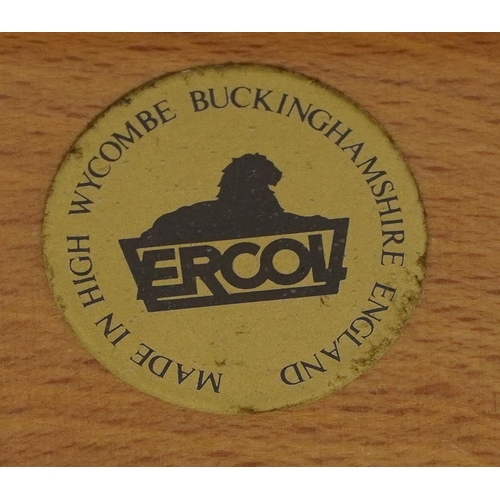 MADE IN HIGH WYCOMBE BUCKINGHAMSHIRE ENGLAND
ERCOL